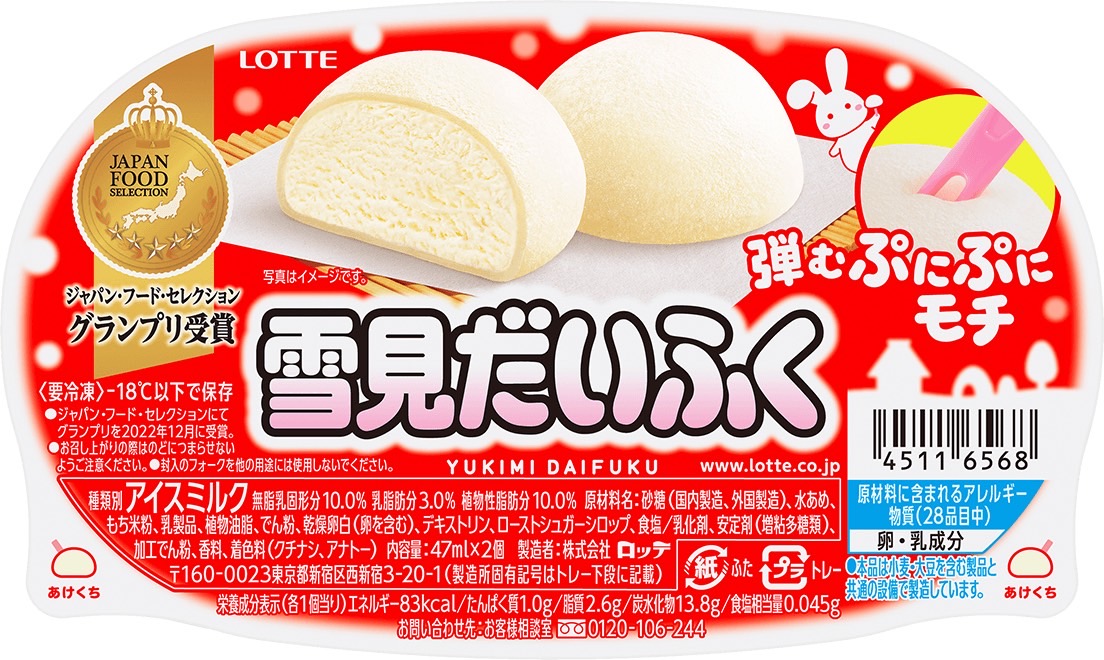 LOTTE
JAPAN
FOOD
SELECTION
ジャパン・フード・セレクション
グランプリ受賞
写真はイメージです。
弾むぷにぷに
モチ
雪見だいふく
YUKIMI DAIFUKU
www.lotte.co.jp
〈要冷凍〉-18℃以下で保存
●ジャパン・フード・セレクションにて
グランプリを2022年12月に受賞。
●お召し上がりの際はのどにつまらせない
ようご注意ください。●封入のフォークを他の用途には使用しないでください。
種類別 アイスミルク 無脂乳固形分10.0% 乳脂肪分3.0% 植物性脂肪分10.0% 原材料名:砂糖(国内製造、外国製造)、水あめ、
もち米粉、乳製品、植物油脂、でん粉、乾燥卵白(卵を含む)、デキストリン、ローストシュガーシロップ、食塩/乳化剤、安定剤(増粘多糖類)、
加工でん粉、香料、着色料(クチナシ、アナトー) 内容量:47ml×2個 製造者:株式会社 ロッテ
〒160-0023東京都新宿区西新宿3-20-1(製造所固有記号はトレー下段に記載)
紙 ふた プラ トレー
栄養成分表示(各1個当り)エネルギー83kcal/たんぱく質1.0g/脂質2.6g/炭水化物13.8g/食塩相当量0.045g
お問い合わせ先:お客様相談室 0120-106-244
4511 6568
原材料に含まれるアレルギー
物質(28品目中)
卵・乳成分
●本品は小麦・大豆を含む製品と
共通の設備で製造しています。
あけくち
あけくち